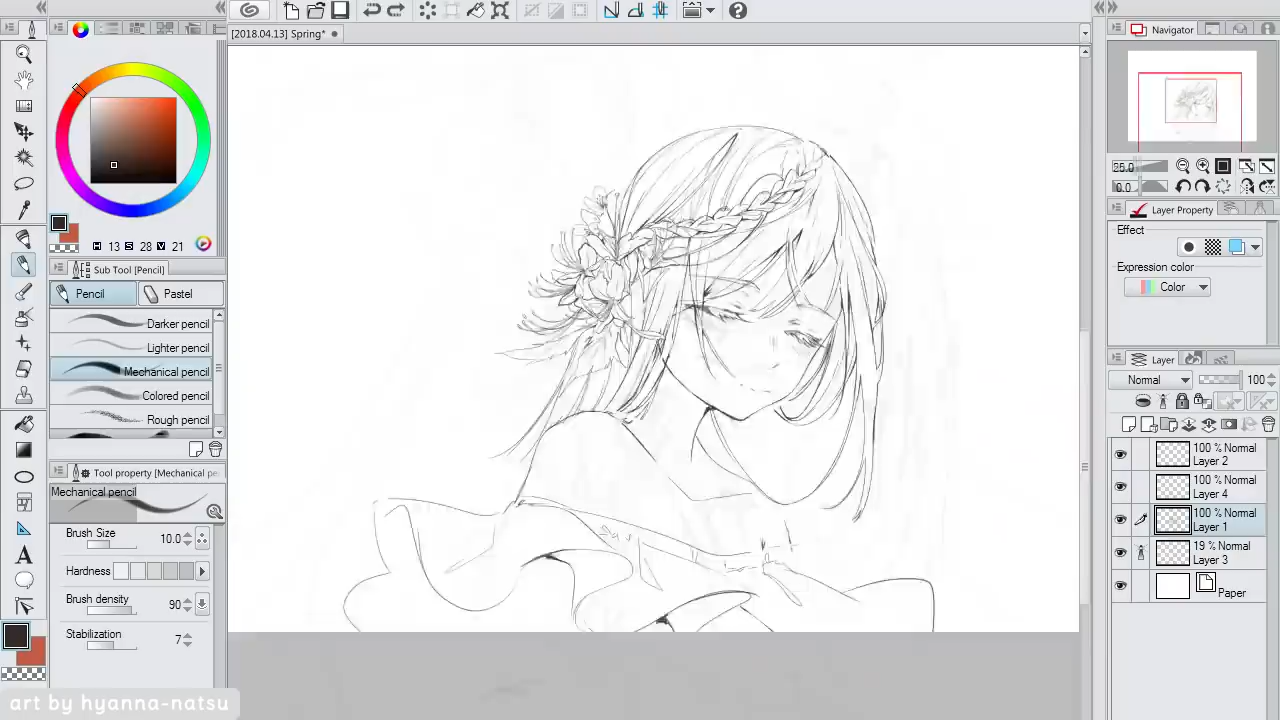 [2018.04.13] Spring*
H 13 S 28 V 21
Sub Tool [Pencil]
Pencil
Pastel
Darker pencil
Lighter pencil
Mechanical pencil
Colored pencil
Rough pencil
Tool property [Mechanical pe
Mechanical pencil
Brush Size 10.0
Hardness
Brush density 90
Stabilization 7
art by hyanna-natsu
Navigator
25.0
0.0
Layer Property
Effect
Expression color
Color
Layer
Normal 100
100 % Normal
Layer 2
100 % Normal
Layer 4
100 % Normal
Layer 1
19 % Normal
Layer 3
Paper